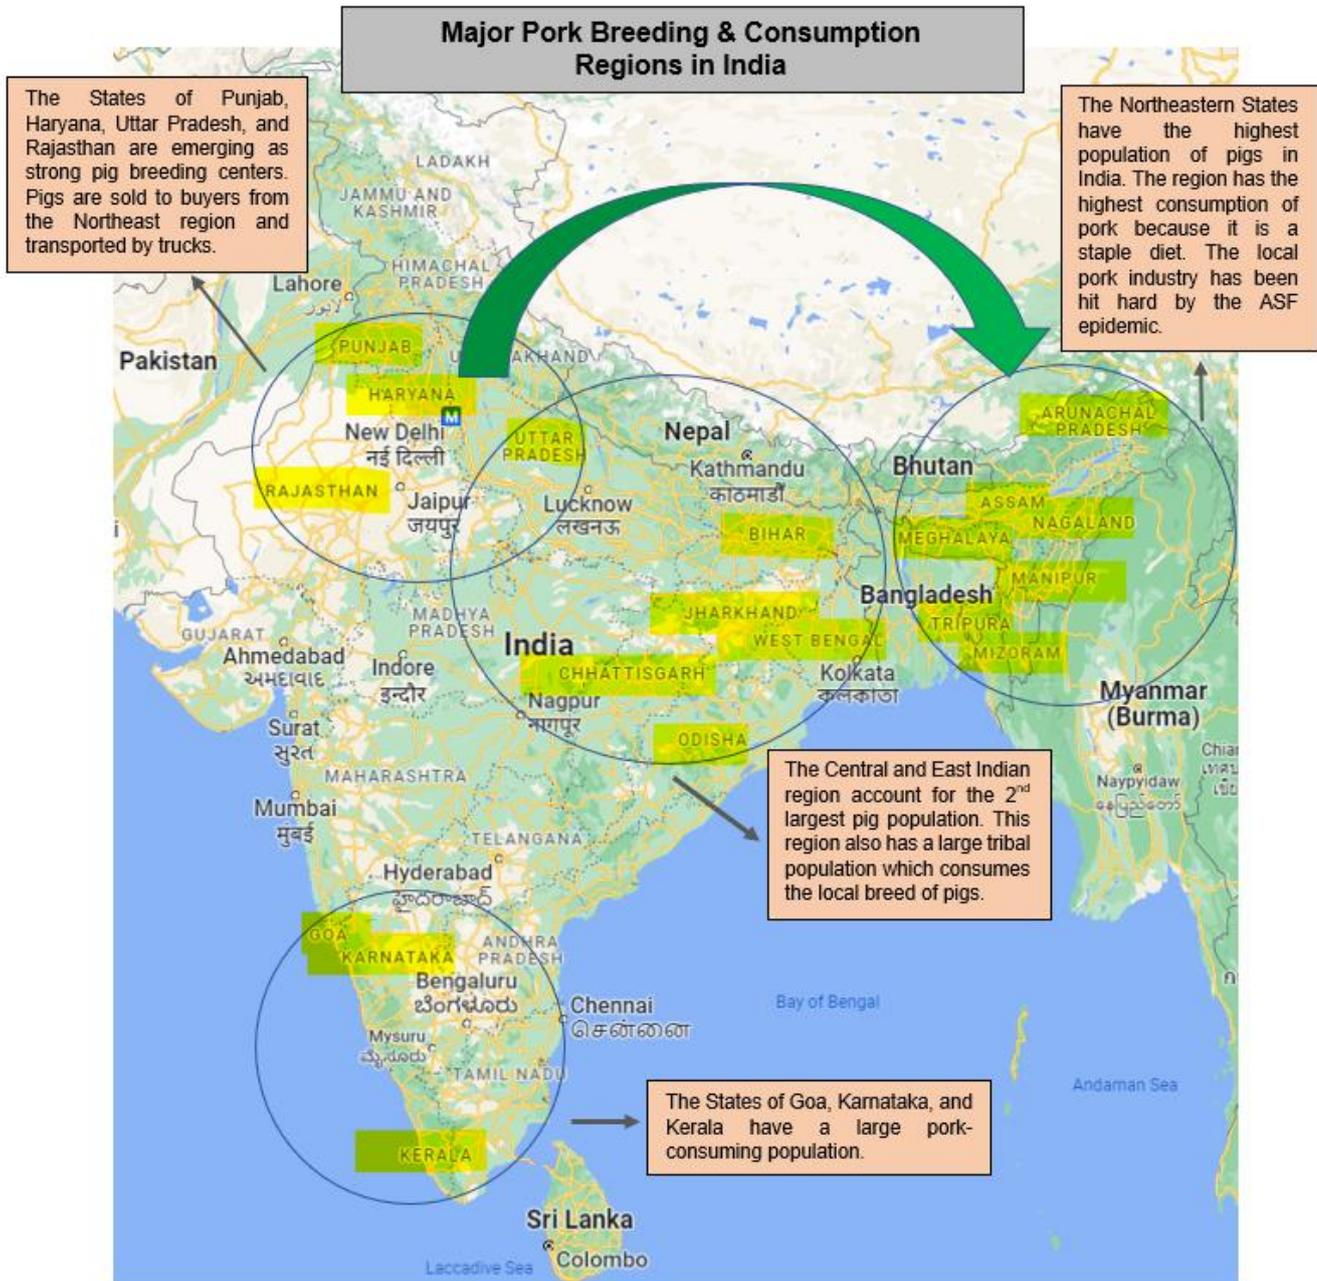 Major Pork Breeding & Consumption
Regions in India
The States of Punjab,
Haryana, Uttar Pradesh, and
Rajasthan are emerging as
strong pig breeding centers.
Pigs are sold to buyers from
the Northeast region and
transported by trucks.
The Northeastern States
have the highest
population of pigs in
India. The region has the
highest consumption of
pork because it is a
staple diet. The local
pork industry has been
hit hard by the ASF
epidemic.
LADAKH
JAMMU AND
KASHMIR
HIMACHAL
PRADESH
Lahore
لاہور
PUNJAB
Pakistan
HARYANA
M
New Delhi
नई दिल्ली
UTTAR
PRADESH
Nepal
Kathmandu
काठमाडौं
ARUNACHAL
PRADESH
Bhutan
RAJASTHAN
Jaipur
जयपुर
Lucknow
लखनऊ
ASSAM
NAGALAND
BIHAR
MEGHALAYA
MANIPUR
Bangladesh
JHARKHAND
TRIPURA
MADHYA
PRADESH
WEST BENGAL
MIZORAM
GUJARAT
Ahmedabad
અમદાવાદ
India
Indore
इन्दौर
CHHATTISGARH
Kolkata
কলকাতা
Nagpur
नागपूर
Myanmar
(Burma)
Surat
સુરત
ODISHA
MAHARASHTRA
Naypyidaw
နေပြည်တော်
Mumbai
मुंबई
The Central and East Indian
region account for the 2nd
largest pig population. This
region also has a large tribal
population which consumes
the local breed of pigs.
TELANGANA
Hyderabad
హైదరాబాద్
GOA
KARNATAKA
ANDHRA
PRADESH
Bengaluru
ಬೆಂಗಳೂರು
Chennai
சென்னை
Bay of Bengal
Mysuru
ಮೈಸೂರು
TAMIL NADU
Andaman Sea
The States of Goa, Karnataka, and
Kerala have a large pork-
consuming population.
KERALA
Sri Lanka
Colombo
Laccadive Sea